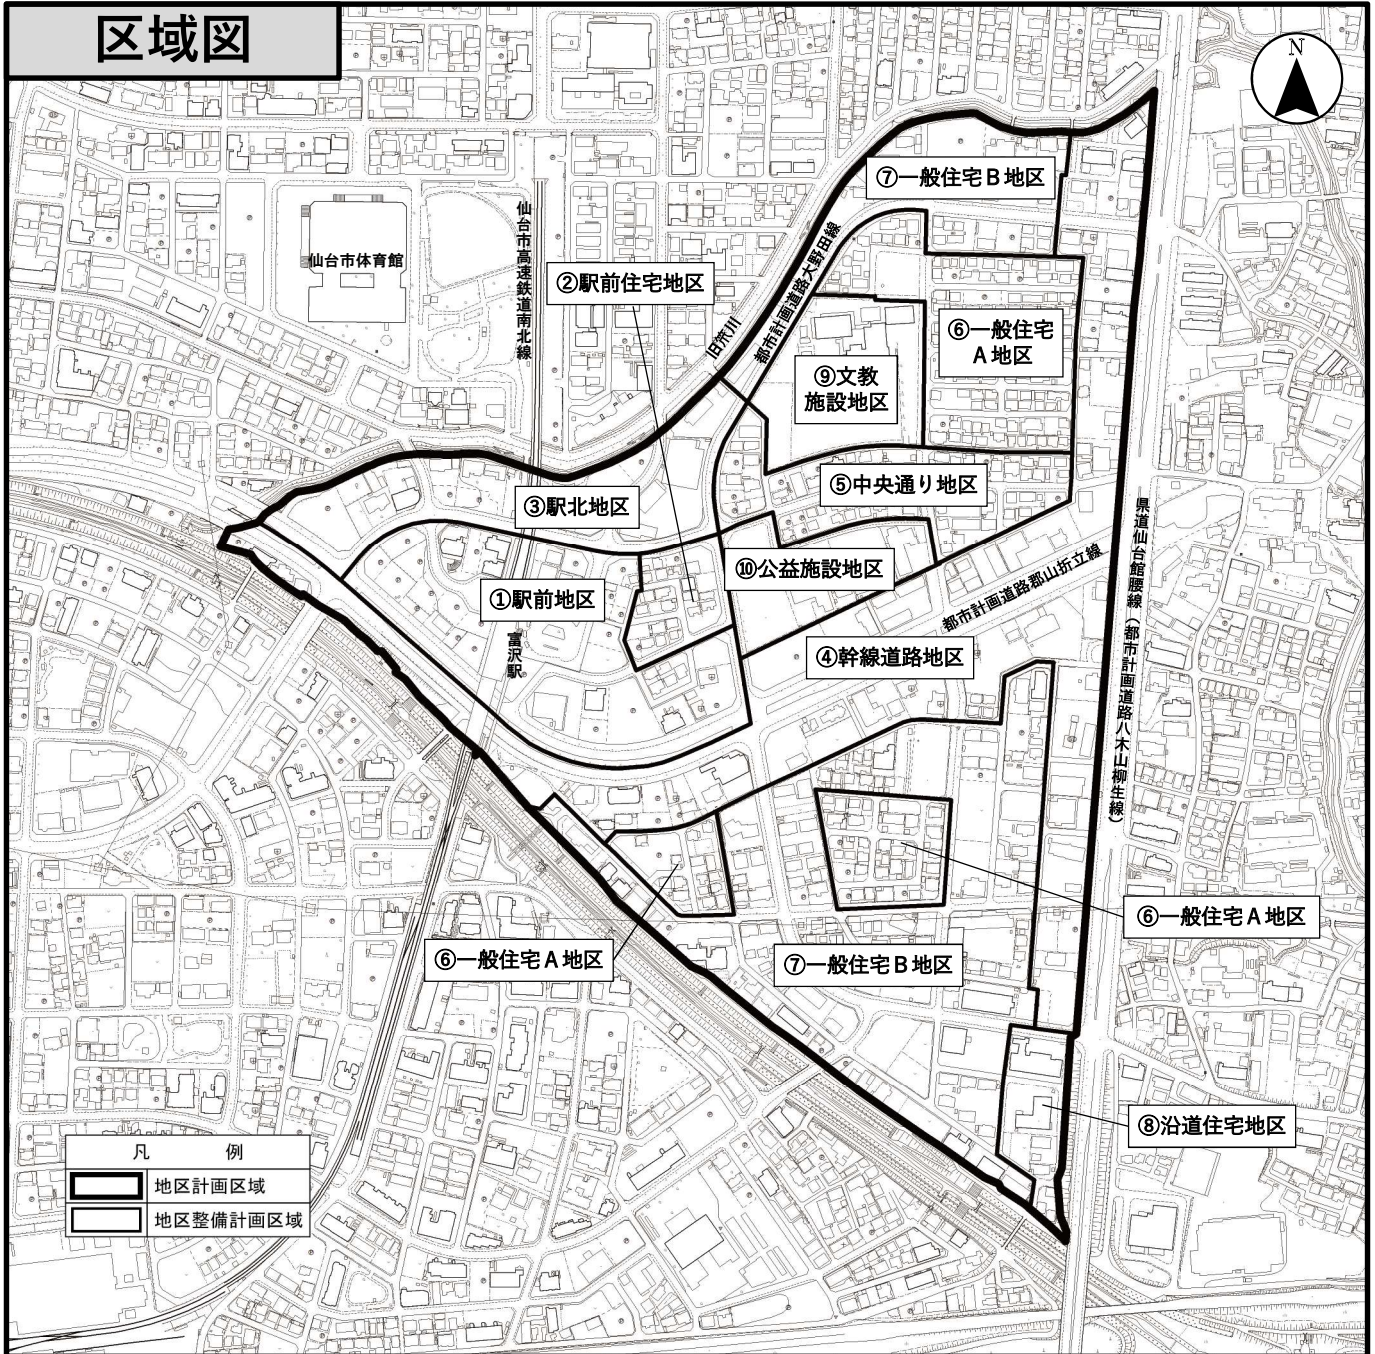 区域図
N
⑦一般住宅B地区
仙台市高速鉄道南北線
仙台市体育館
②駅前住宅地区
都市計画道路大野田線
旧笊川
⑥一般住宅
A地区
⑨文教
施設地区
⑤中央通り地区
③駅北地区
県道仙台館腰線（都市計画道路八木山柳生線）
⑩公益施設地区
①駅前地区
都市計画道路郡山折立線
富沢駅
④幹線道路地区
⑥一般住宅A地区
⑥一般住宅A地区
⑦一般住宅B地区
⑧沿道住宅地区
凡 例
地区計画区域
地区整備計画区域